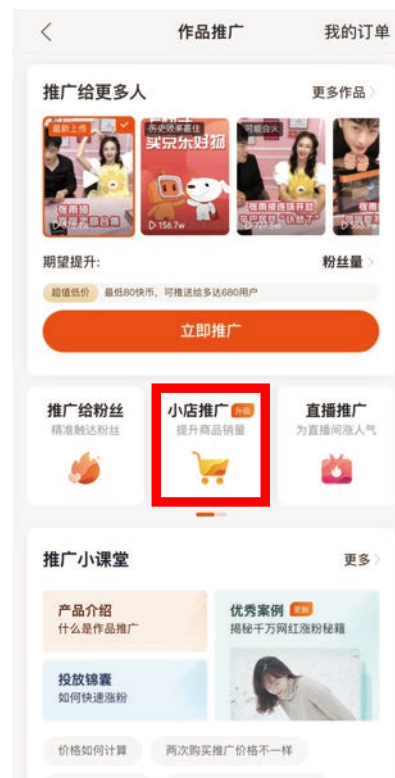 作品推广
我的订单
推广给更多人
更多作品
最新上传
历史效果最佳
可能会火
买京东好物
张雨绮
156.7w
期望提升:
粉丝量
超值低价
最低80快币，可推送给多达680用户
立即推广
推广给粉丝
精准触达粉丝
小店推广 升级
提升商品销量
直播推广
为直播间涨人气
推广小课堂
更多
产品介绍
什么是作品推广
优秀案例 更新
揭秘千万网红涨粉秘籍
投放锦囊
如何快速涨粉
价格如何计算
两次购买推广价格不一样